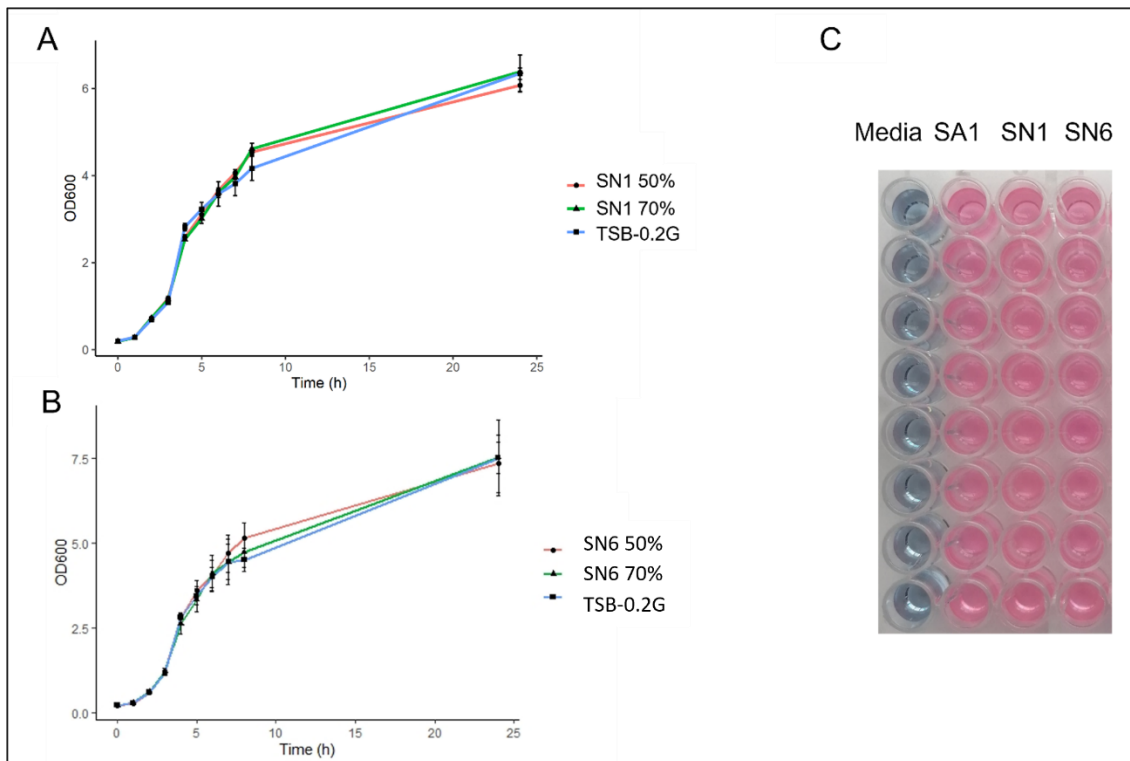 A
OD600
6
4
2
0
0 5 10 15 20 25
Time (h)
SN1 50%
SN1 70%
TSB-0.2G
B
OD600
7.5
5.0
2.5
0.0
0 5 10 15 20 25
Time (h)
SN6 50%
SN6 70%
TSB-0.2G
C
Media SA1 SN1 SN6